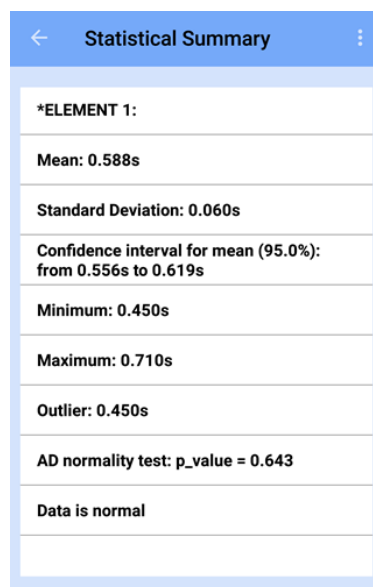 Statistical Summary
*ELEMENT 1:
Mean: 0.588s
Standard Deviation: 0.060s
Confidence interval for mean (95.0%):
from 0.556s to 0.619s
Minimum: 0.450s
Maximum: 0.710s
Outlier: 0.450s
AD normality test: p_value = 0.643
Data is normal